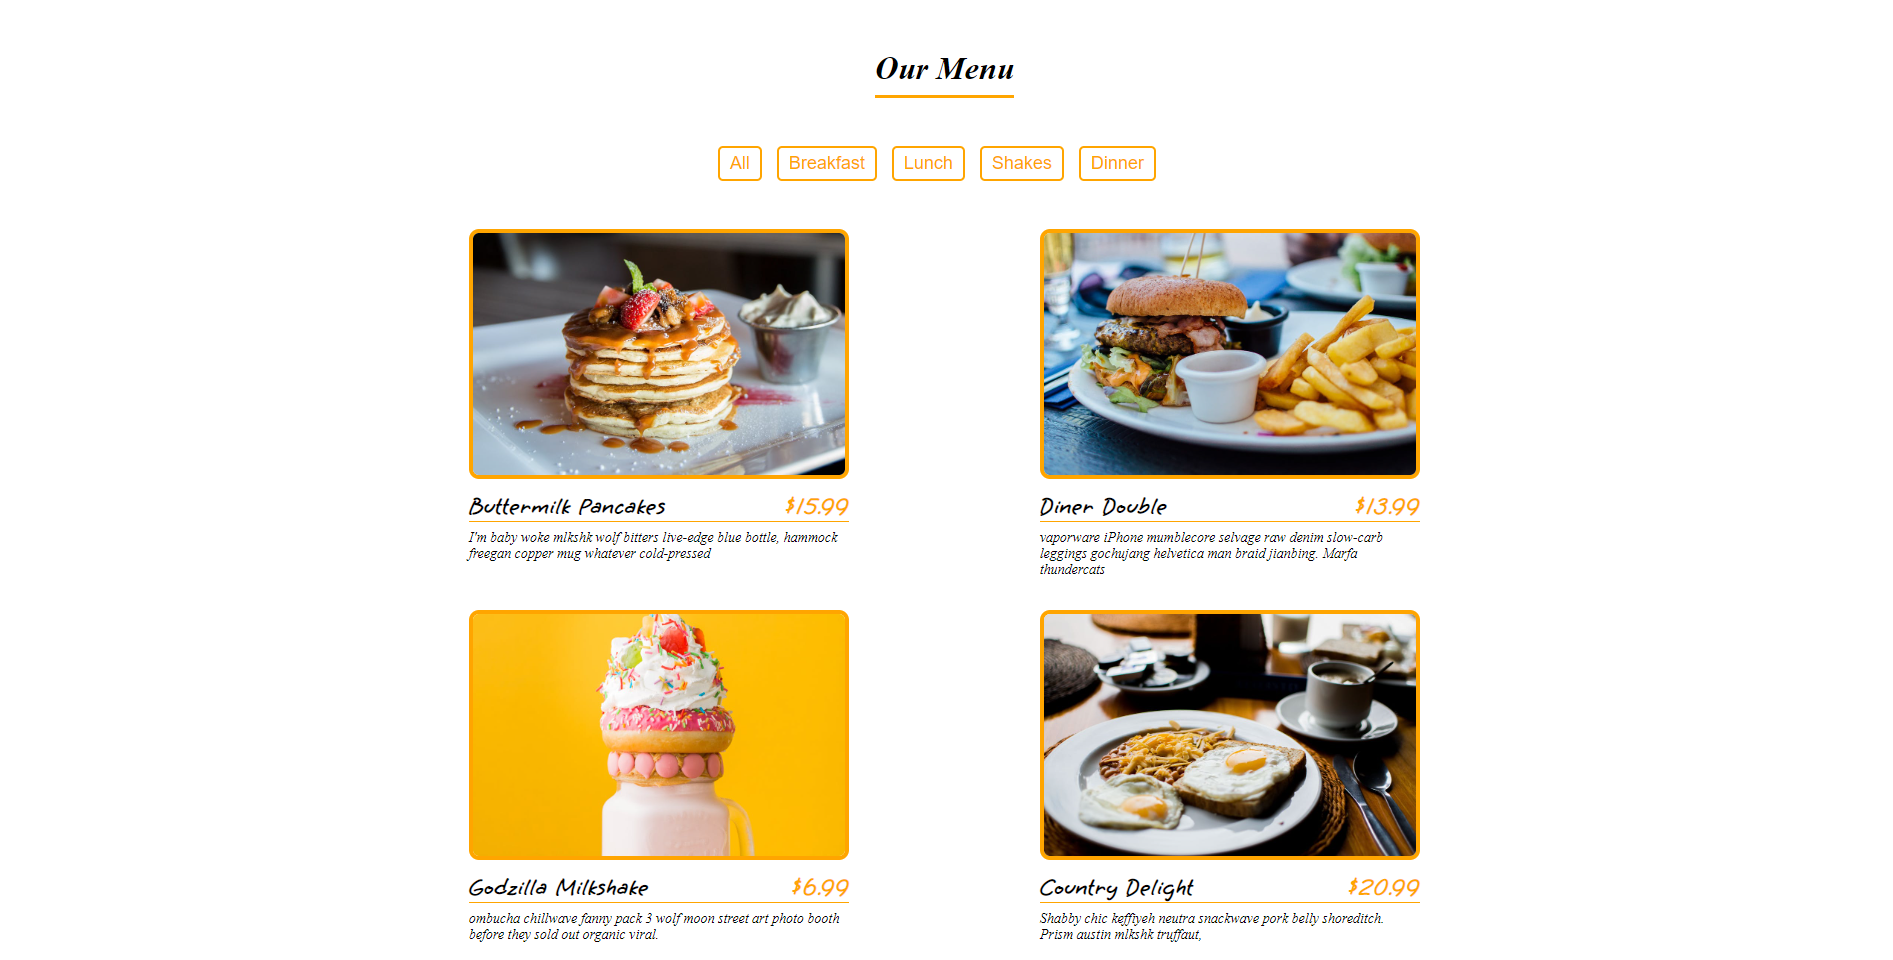 Our Menu
All
Breakfast
Lunch
Shakes
Dinner
Buttermilk Pancakes
$15.99
I'm baby woke mlkshk wolf bitters live-edge blue bottle, hammock
freegan copper mug whatever cold-pressed
Diner Double
$13.99
vaporware iPhone mumblecore selvage raw denim slow-carb
leggings gochujang helvetica man braid jianbing. Marfa
thundercats
Godzilla Milkshake
$6.99
ombucha chillwave fanny pack 3 wolf moon street art photo booth
before they sold out organic viral.
Country Delight
$20.99
Shabby chic keffiyeh neutra snackwave pork belly shoreditch.
Prism austin mlkshk truffaut,